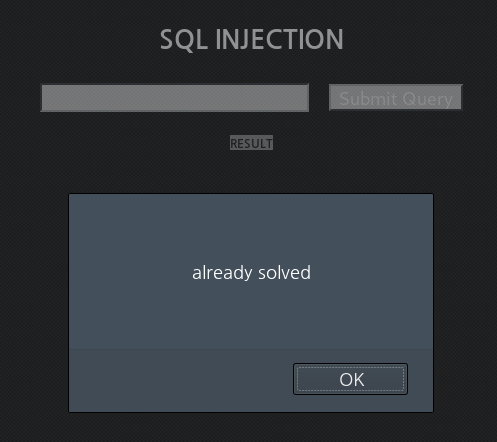 SQL INJECTION
Submit Query
RESULT
already solved
OK